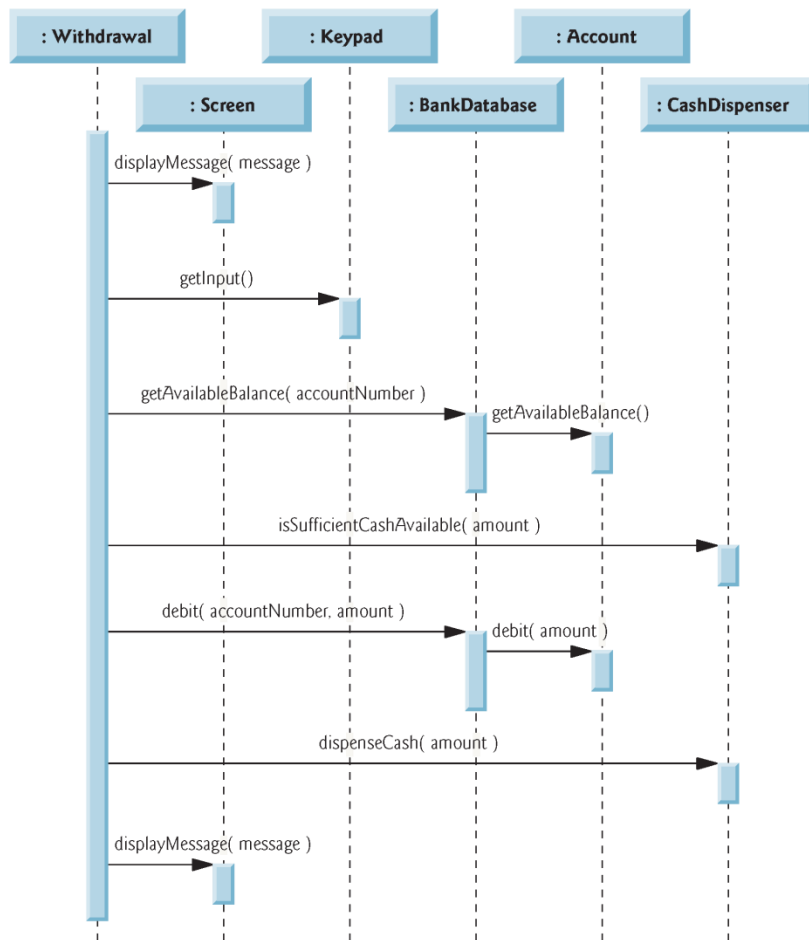 : Withdrawal
: Keypad
: Account
: Screen
: BankDatabase
: CashDispenser
displayMessage( message )
getInput()
getAvailableBalance( accountNumber )
getAvailableBalance()
isSufficientCashAvailable( amount )
debit( accountNumber, amount )
debit( amount )
dispenseCash( amount )
displayMessage( message )